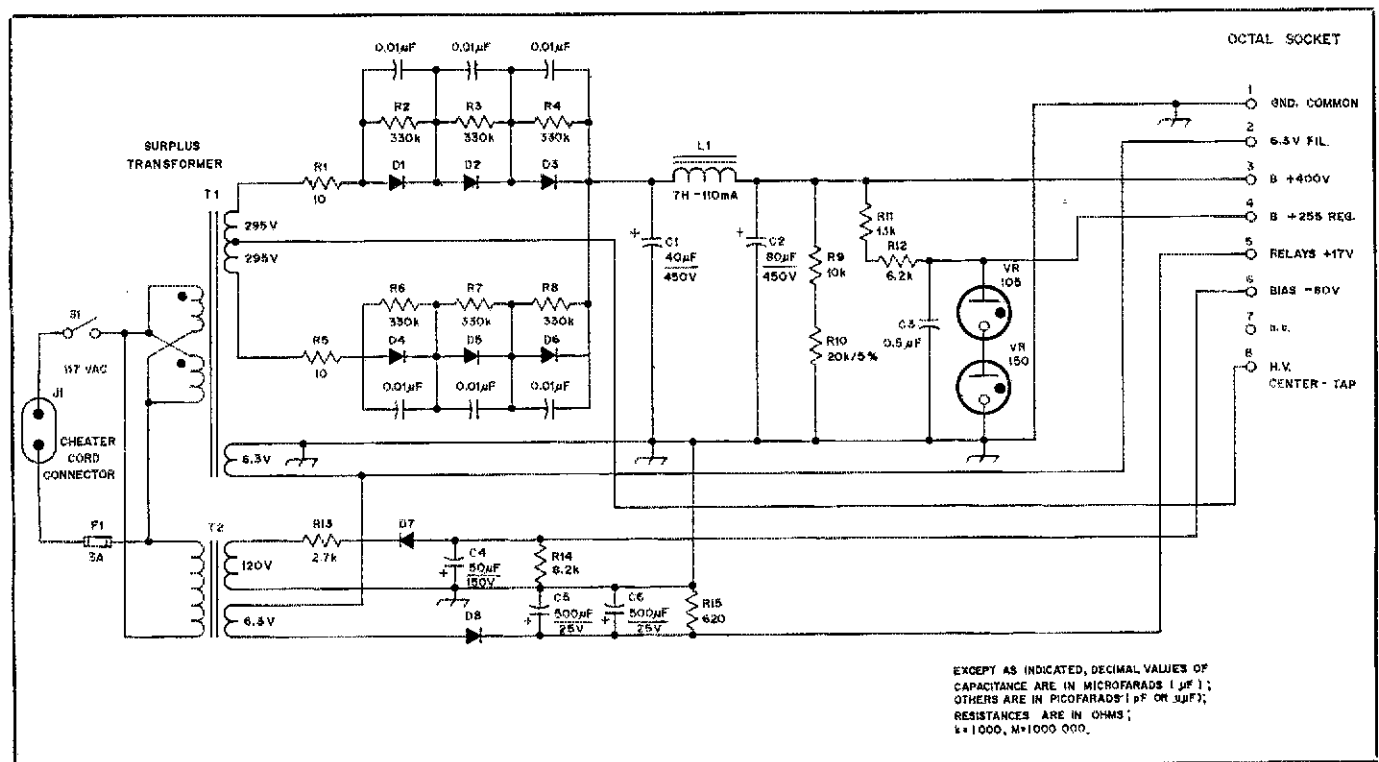 OCTAL SOCKET
0.01µF 0.01µF 0.01µF
R2 R3 R4
330k 330k 330k
SURPLUS
TRANSFORMER
T1
R1
10
D1 D2 D3
L1
7H-110mA
1 GND. COMMON
2 6.3V FIL.
3 B +400V
4 B +255 REG.
5 RELAYS +17V
6 BIAS -80V
7
8 H.V.
CENTER-TAP
295V
295V
+ C1
40µF
450V
+ C2
80µF
450V
R9
10k
R10
20k/5%
R11
R12
6.2k
C3
0.5µF
VR
105
VR
150
R6 R7 R8
330k 330k 330k
R5
10
D4 D5 D6
0.01µF 0.01µF 0.01µF
S1
117 VAC
J1
CHEATER
CORD
CONNECTOR
6.3V
F1
3A
T2
R13
2.7k
D7
120V
+ C4
50µF
150V
R14
8.2k
6.3V
D8
C5
+ 500µF
25V
C6
+ 500µF
25V
R15
620
EXCEPT AS INDICATED, DECIMAL VALUES OF
CAPACITANCE ARE IN MICROFARADS (µF);
OTHERS ARE IN PICOFARADS (pF OR µµF);
RESISTANCES ARE IN OHMS;
k=1000, M=1000 000.